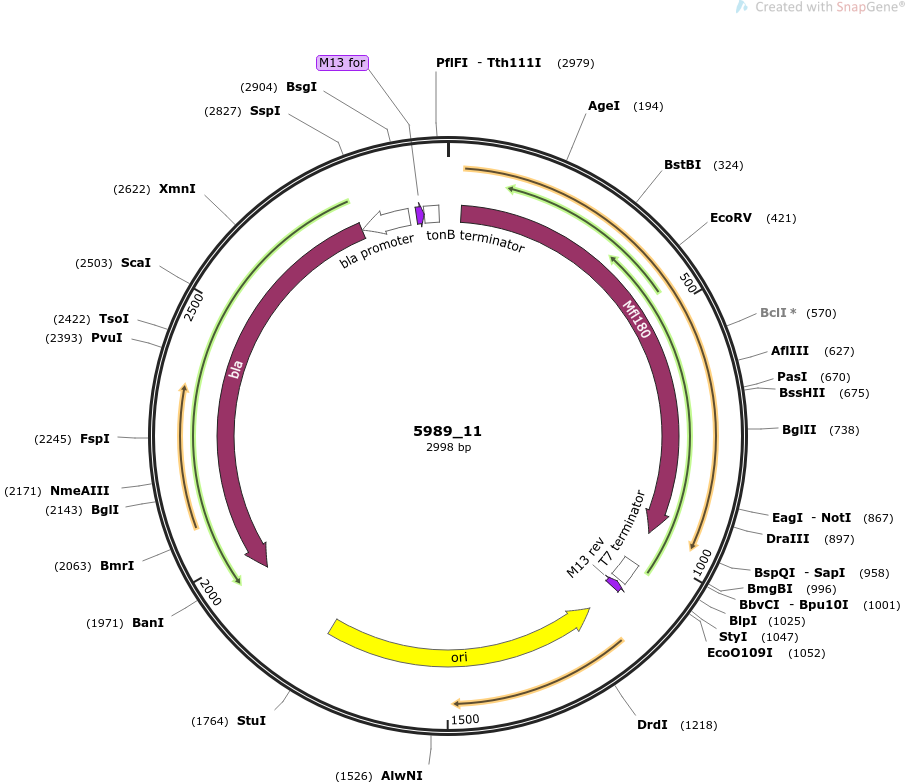 Created with SnapGene®
M13 for
PflFI - Tth111I (2979)
(2904) BsgI
(2827) SspI
AgeI (194)
BstBI (324)
(2622) XmnI
EcoRV (421)
bla promoter
tonB terminator
(2503) ScaI
500
2500
BclI * (570)
(2422) TsoI
Mfl180
(2393) PvuI
AflIII (627)
bla
PasI (670)
BssHII (675)
5989_11
2998 bp
BglII (738)
(2245) FspI
(2171) NmeAIII
(2143) BglI
EagI - NotI (867)
DraIII (897)
T7 terminator
M13 rev
(2063) BmrI
1000
BspQI - SapI (958)
BmgBI (996)
2000
BbvCI - Bpu10I (1001)
(1971) BanI
BlpI (1025)
StyI (1047)
EcoO109I (1052)
ori
(1764) StuI
1500
DrdI (1218)
(1526) AlwNI